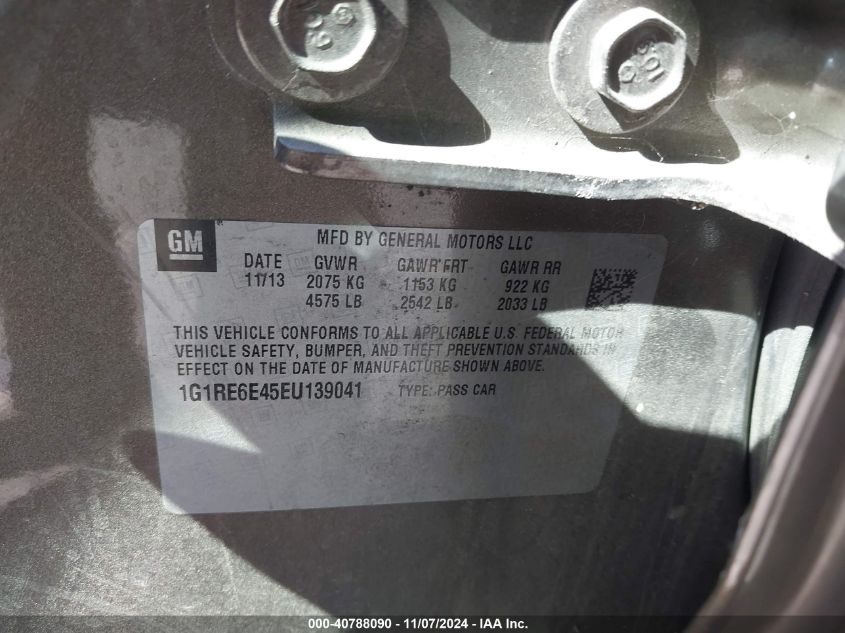 GM
MFD BY GENERAL MOTORS LLC
DATE GVWR GAWR FRT GAWR RR
11/13 2075 KG 1153 KG 922 KG
4575 LB 2542 LB 2033 LB
THIS VEHICLE CONFORMS TO ALL APPLICABLE U.S. FEDERAL MOTOR
VEHICLE SAFETY, BUMPER, AND THEFT PREVENTION STANDARDS IN
EFFECT ON THE DATE OF MANUFACTURE SHOWN ABOVE.
1G1RE6E45EU139041 TYPE: PASS CAR
000-40788090 - 11/07/2024 - IAA Inc.